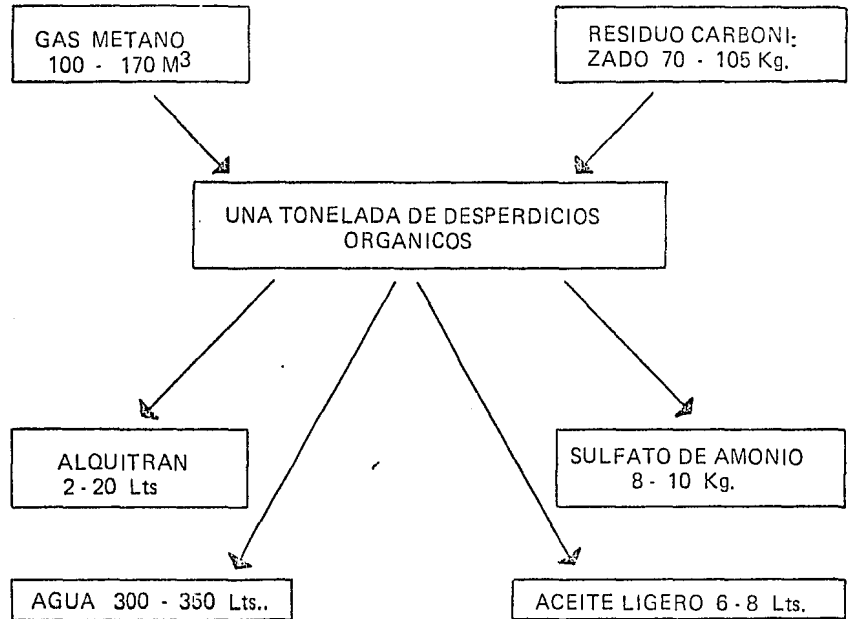 GAS METANO
100 - 170 M3
RESIDUO CARBONI-
ZADO 70 - 105 Kg.
UNA TONELADA DE DESPERDICIOS
ORGANICOS
ALQUITRAN
2 - 20 Lts
SULFATO DE AMONIO
8 - 10 Kg.
AGUA 300 - 350 Lts..
ACEITE LIGERO 6 - 8 Lts.